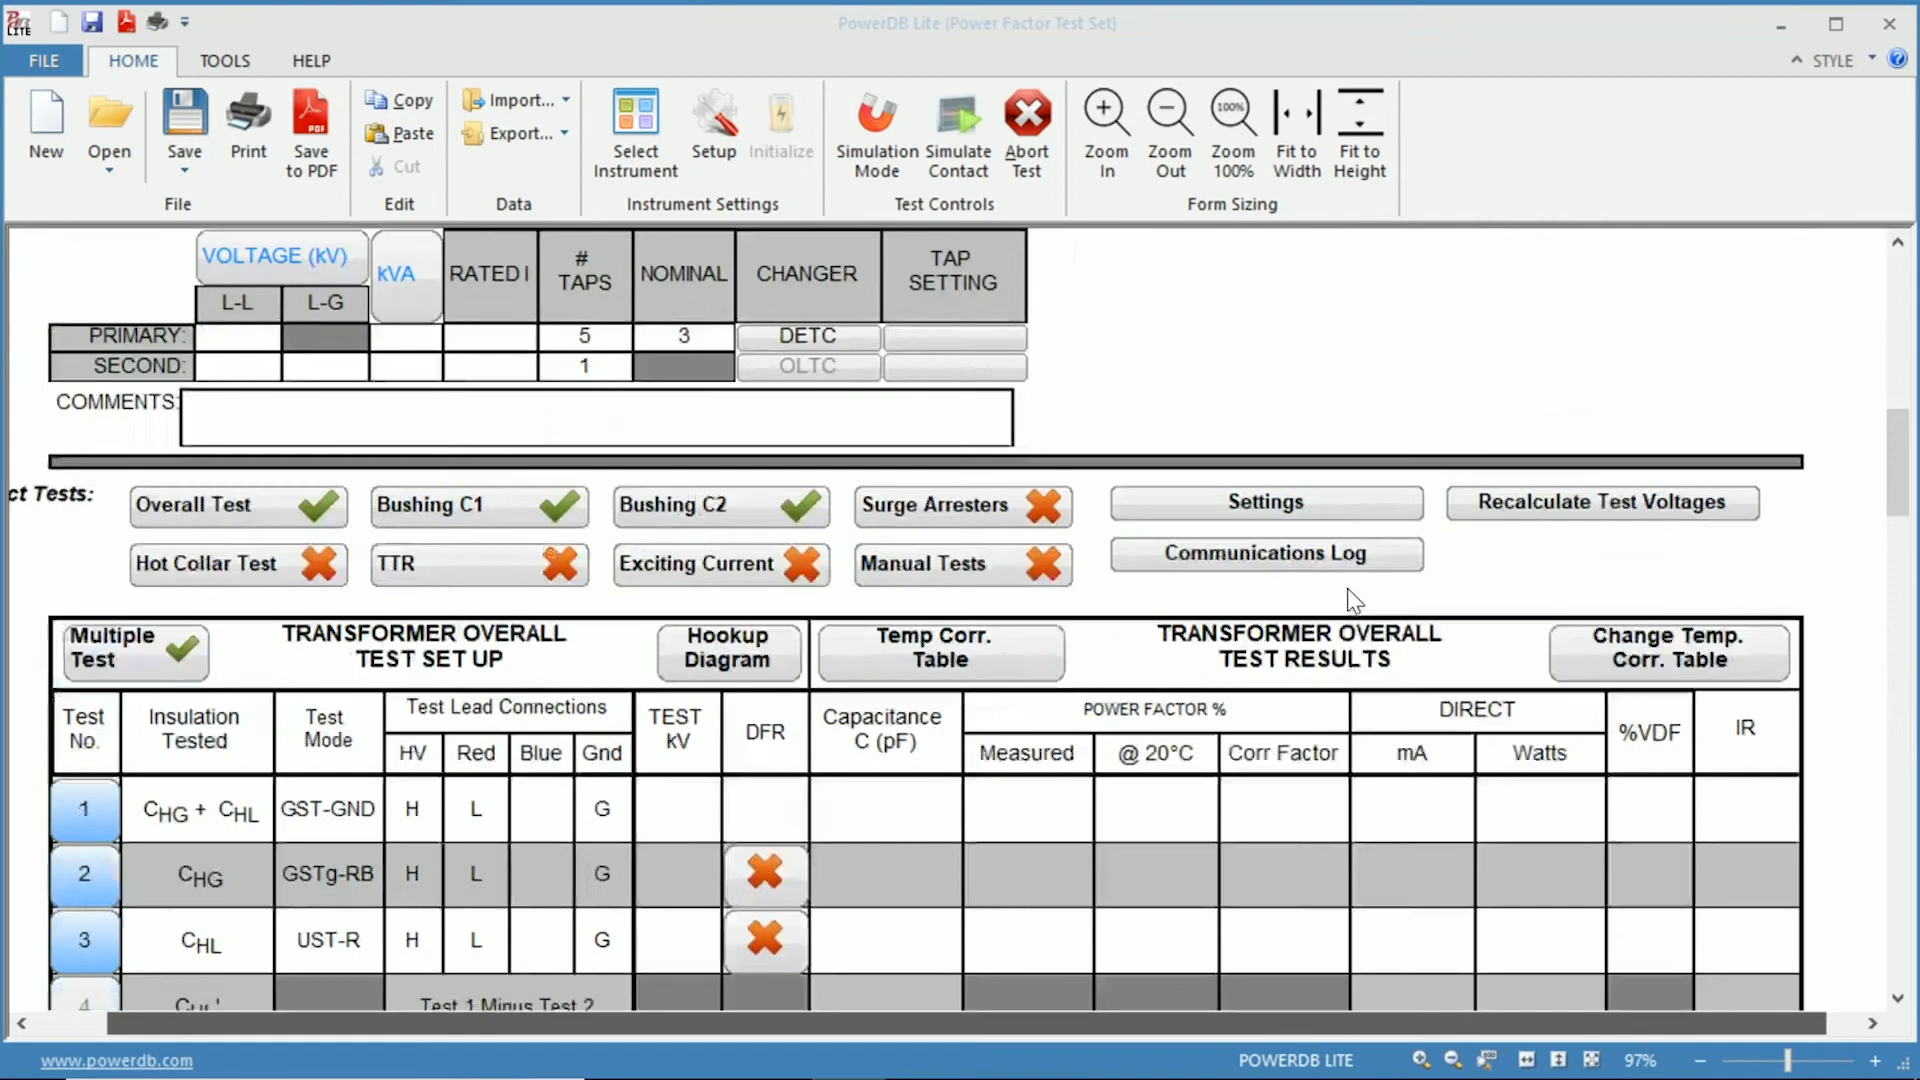 LITE
PowerDB Lite (Power Factor Test Set)
FILE HOME TOOLS HELP STYLE
New Open Save Print Save to PDF
Copy
Paste
Cut
Import...
Export...
Select Instrument Setup Initialize
Simulation Mode Simulate Contact Abort Test
100%
Zoom In Zoom Out Zoom 100% Fit to Width Fit to Height
File Edit Data Instrument Settings Test Controls Form Sizing
VOLTAGE (kV) kVA RATED I # TAPS NOMINAL CHANGER TAP SETTING
L-L L-G
PRIMARY: 5 3 DETC
SECOND: 1 OLTC
COMMENTS:
ct Tests: Overall Test Bushing C1 Bushing C2 Surge Arresters Settings Recalculate Test Voltages
Hot Collar Test TTR Exciting Current Manual Tests Communications Log
Multiple Test TRANSFORMER OVERALL TEST SET UP Hookup Diagram Temp Corr. Table TRANSFORMER OVERALL TEST RESULTS Change Temp. Corr. Table
Test No. Insulation Tested Test Mode Test Lead Connections TEST kV DFR Capacitance C (pF) POWER FACTOR % DIRECT %VDF IR
HV Red Blue Gnd Measured @ 20°C Corr Factor mA Watts
1 CHG + CHL GST-GND H L G
2 CHG GSTg-RB H L G
3 CHL UST-R H L G
4 CHL' Test 1 Minus Test 2
www.powerdb.com POWERDB LITE 97%